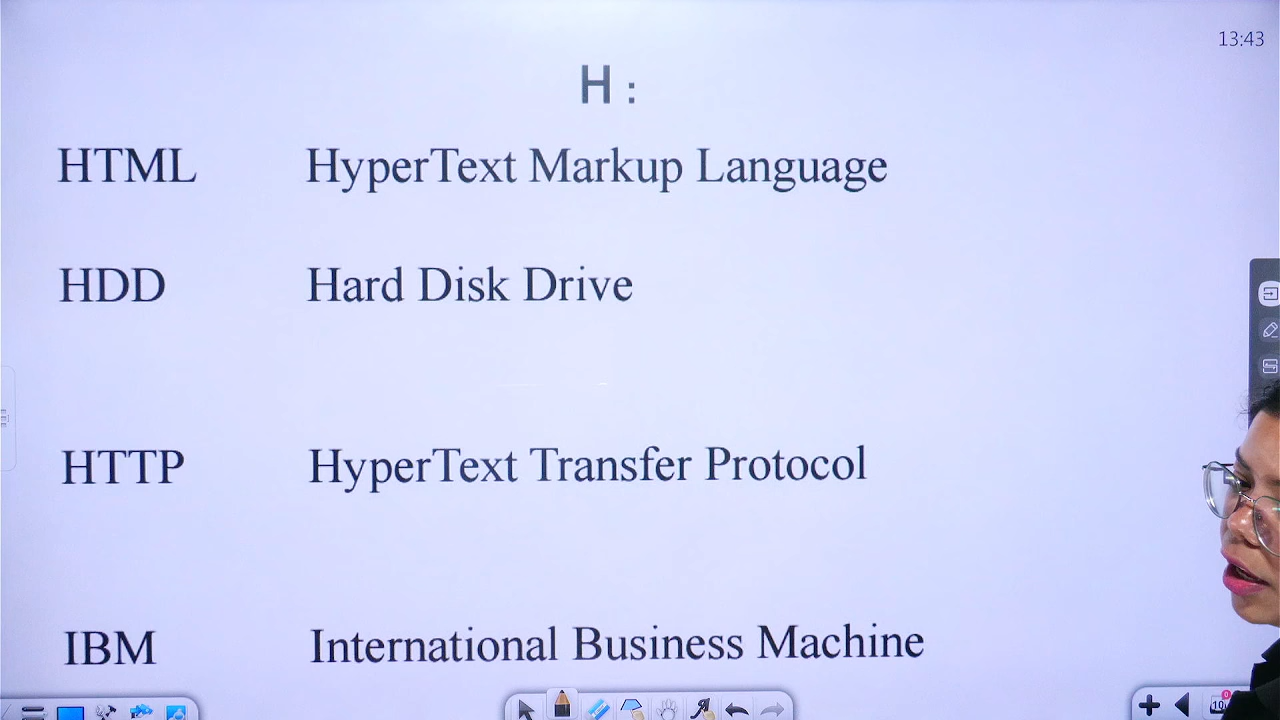 13:43
H :
HTML HyperText Markup Language
HDD Hard Disk Drive
HTTP HyperText Transfer Protocol
IBM International Business Machine